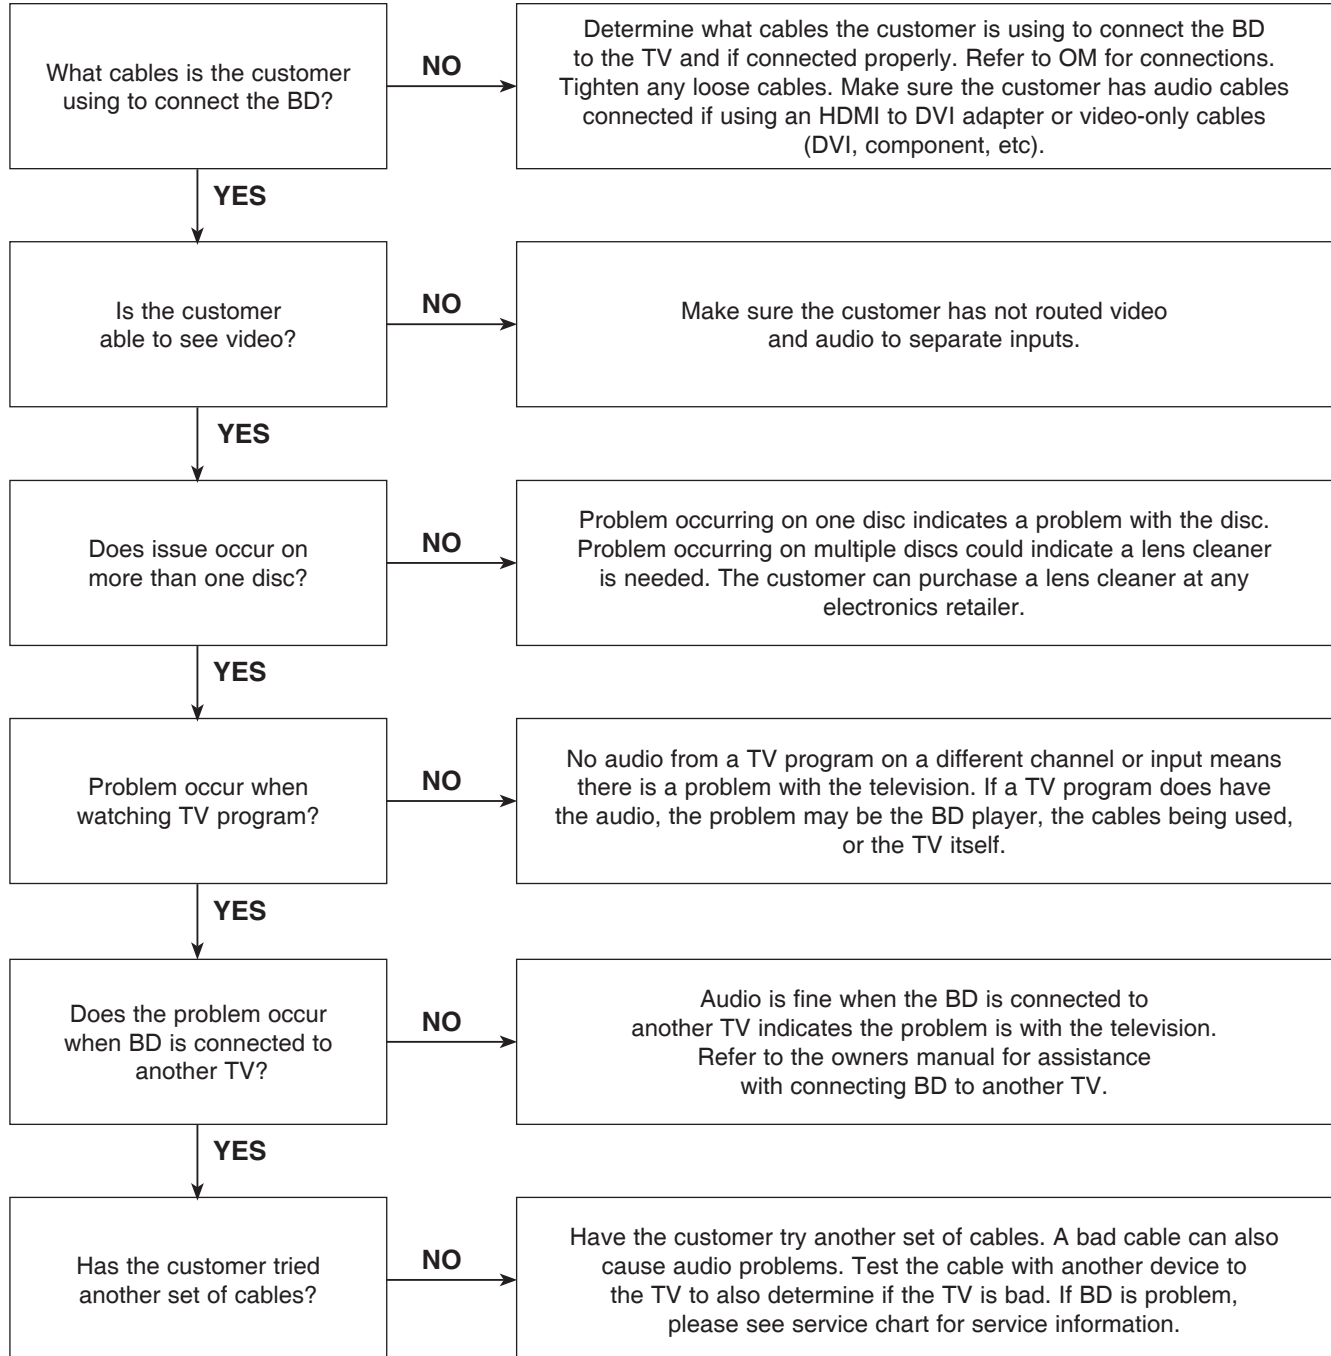 What cables is the customer
using to connect the BD?
NO
Determine what cables the customer is using to connect the BD
to the TV and if connected properly. Refer to OM for connections.
Tighten any loose cables. Make sure the customer has audio cables
connected if using an HDMI to DVI adapter or video-only cables
(DVI, component, etc).
YES
Is the customer
able to see video?
NO
Make sure the customer has not routed video
and audio to separate inputs.
YES
Does issue occur on
more than one disc?
NO
Problem occurring on one disc indicates a problem with the disc.
Problem occurring on multiple discs could indicate a lens cleaner
is needed. The customer can purchase a lens cleaner at any
electronics retailer.
YES
Problem occur when
watching TV program?
NO
No audio from a TV program on a different channel or input means
there is a problem with the television. If a TV program does have
the audio, the problem may be the BD player, the cables being used,
or the TV itself.
YES
Does the problem occur
when BD is connected to
another TV?
NO
Audio is fine when the BD is connected to
another TV indicates the problem is with the television.
Refer to the owners manual for assistance
with connecting BD to another TV.
YES
Has the customer tried
another set of cables?
NO
Have the customer try another set of cables. A bad cable can also
cause audio problems. Test the cable with another device to
the TV to also determine if the TV is bad. If BD is problem,
please see service chart for service information.